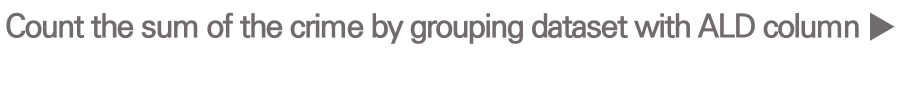 Count the sum of the crime by grouping dataset with ALD column ▶